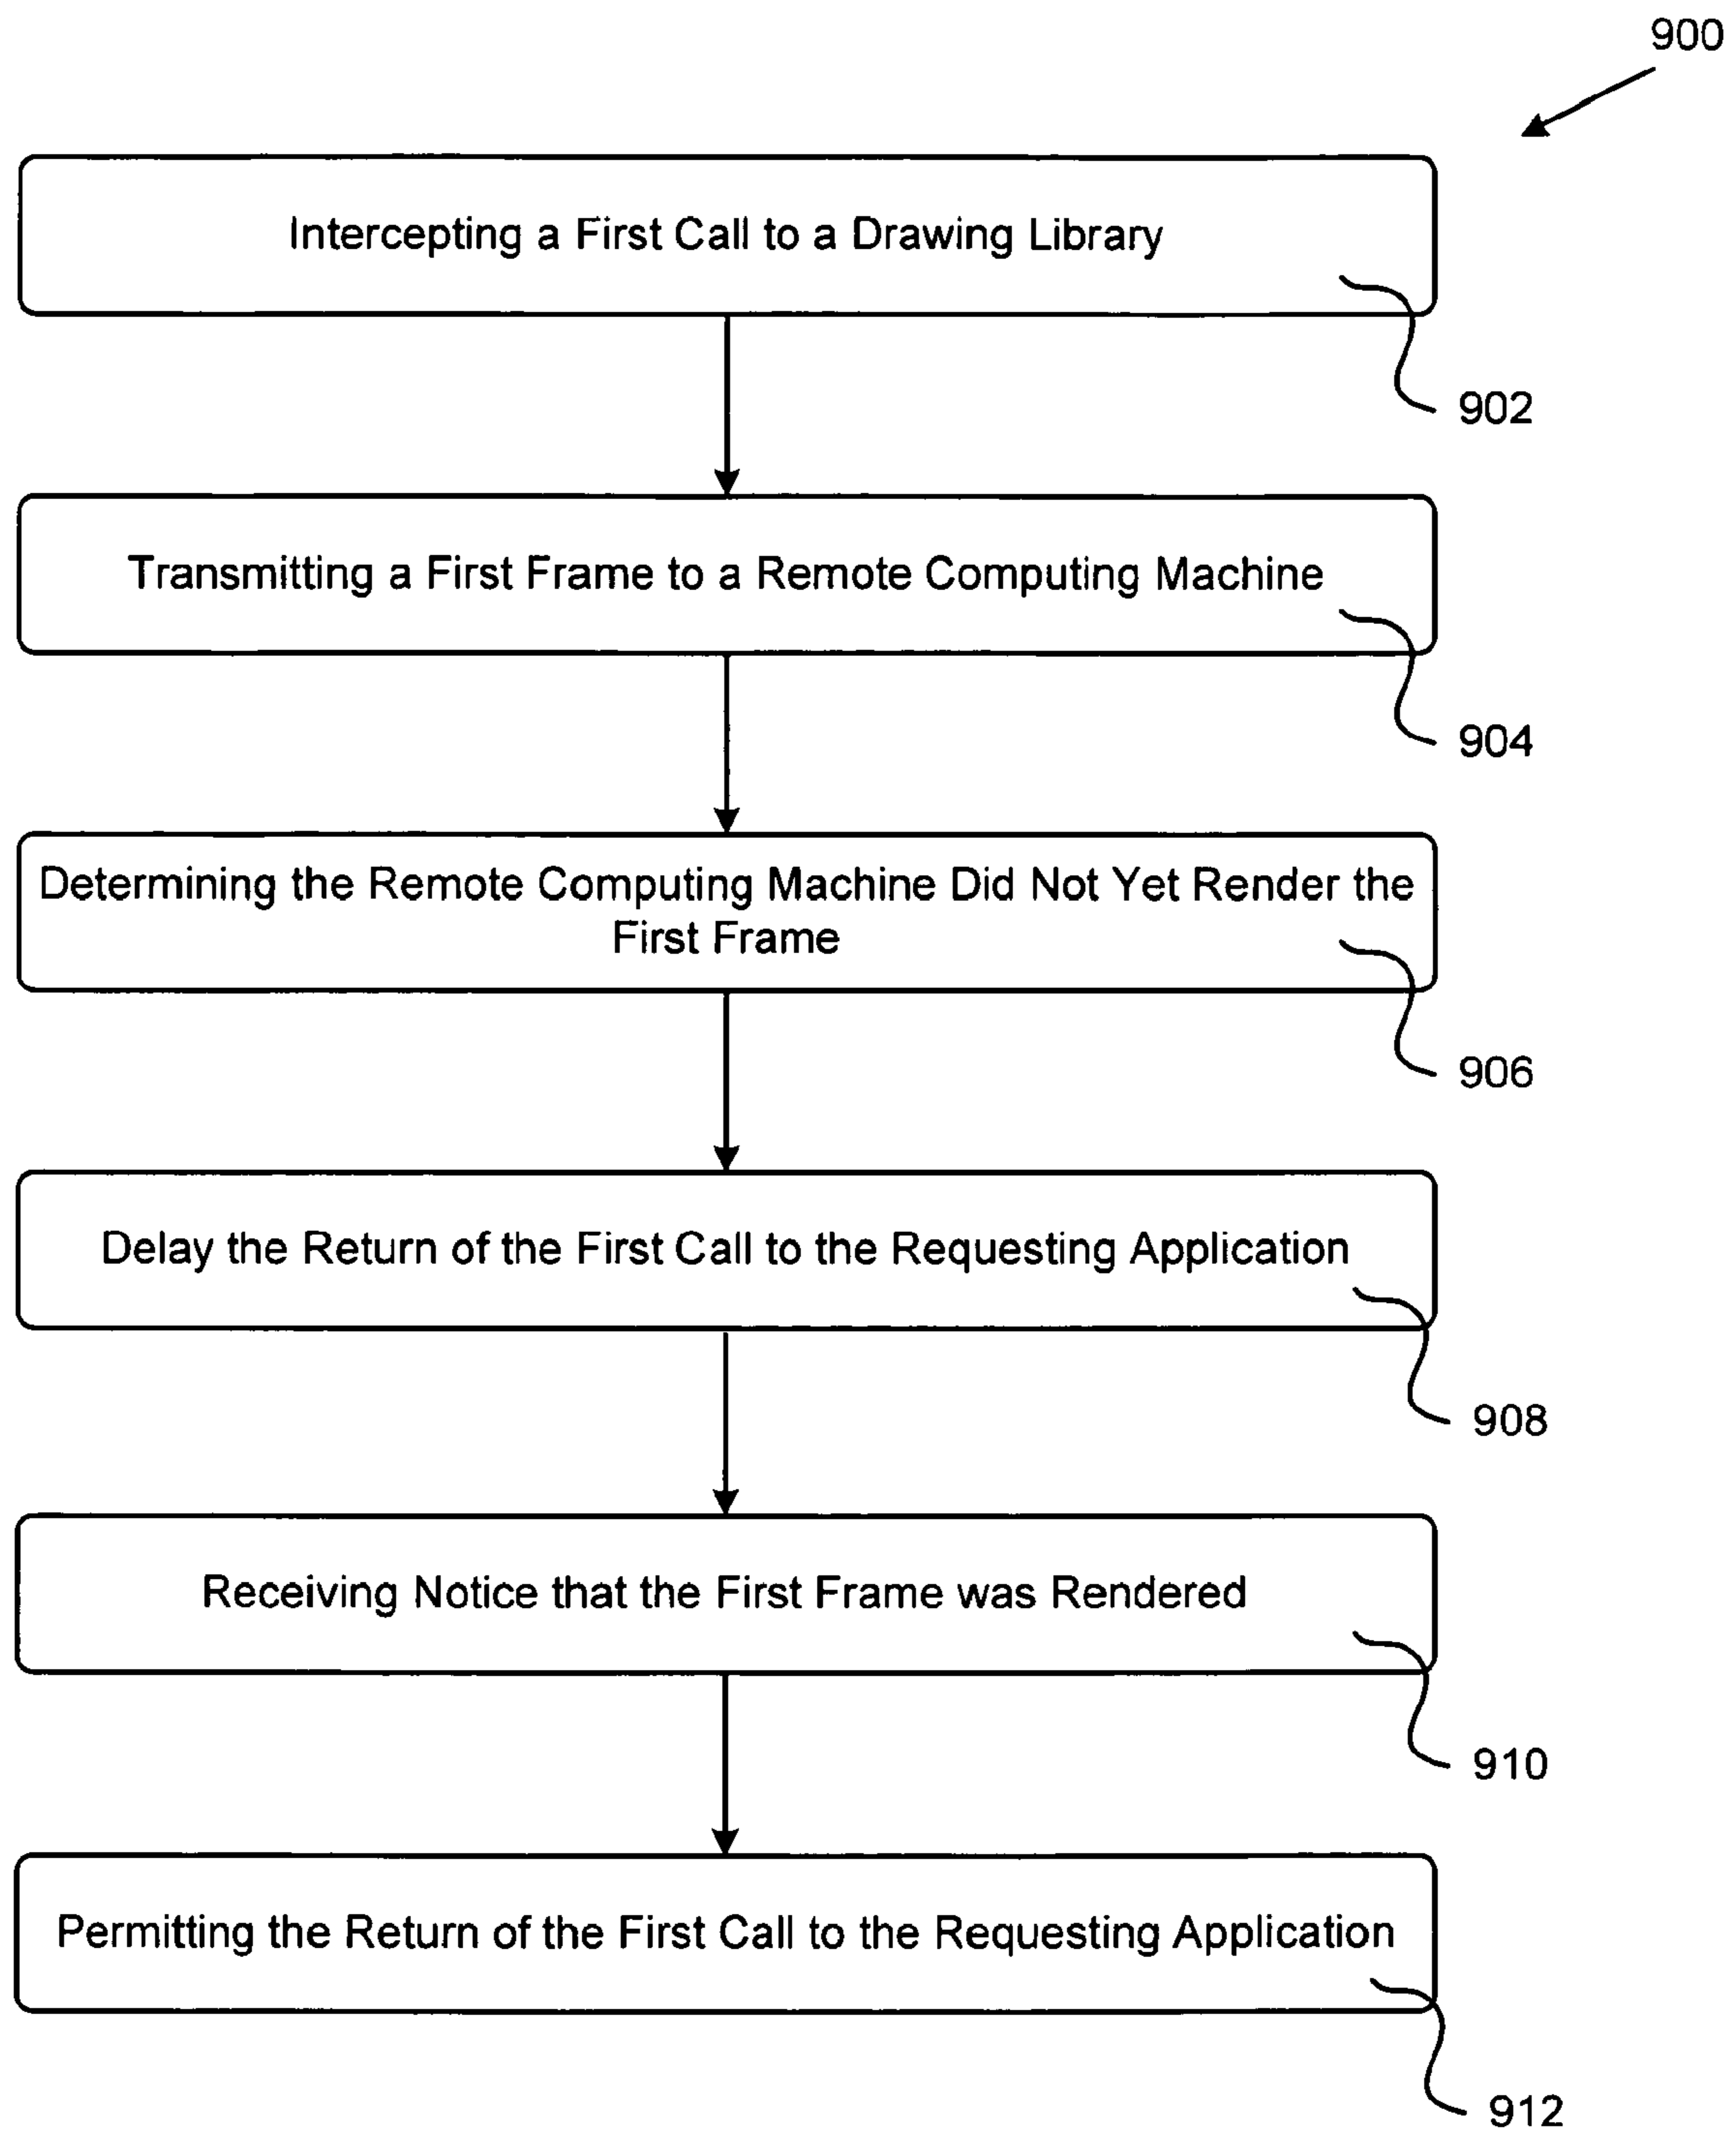 900
Intercepting a First Call to a Drawing Library
902
Transmitting a First Frame to a Remote Computing Machine
904
Determining the Remote Computing Machine Did Not Yet Render the
First Frame
906
Delay the Return of the First Call to the Requesting Application
908
Receiving Notice that the First Frame was Rendered
910
Permitting the Return of the First Call to the Requesting Application
912